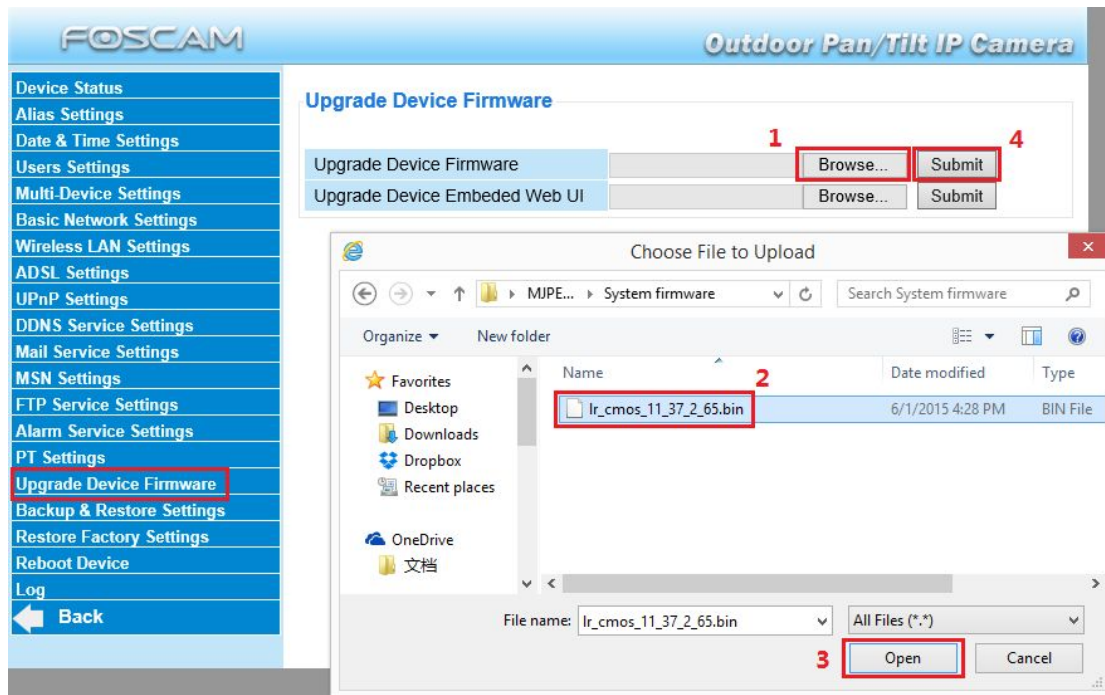 FOSCAM
Outdoor Pan/Tilt IP Camera
Device Status
Alias Settings
Date & Time Settings
Users Settings
Multi-Device Settings
Basic Network Settings
Wireless LAN Settings
ADSL Settings
UPnP Settings
DDNS Service Settings
Mail Service Settings
MSN Settings
FTP Service Settings
Alarm Service Settings
PT Settings
Upgrade Device Firmware
Backup & Restore Settings
Restore Factory Settings
Reboot Device
Log
Back
Upgrade Device Firmware
1
4
Upgrade Device Firmware Browse... Submit
Upgrade Device Embeded Web UI Browse... Submit
Choose File to Upload
MJPE... System firmware Search System firmware
Organize New folder
Favorites
Desktop
Downloads
Dropbox
Recent places
OneDrive
文档
Name Date modified Type
2
lr_cmos_11_37_2_65.bin 6/1/2015 4:28 PM BIN File
File name: lr_cmos_11_37_2_65.bin All Files (*.*)
3
Open Cancel